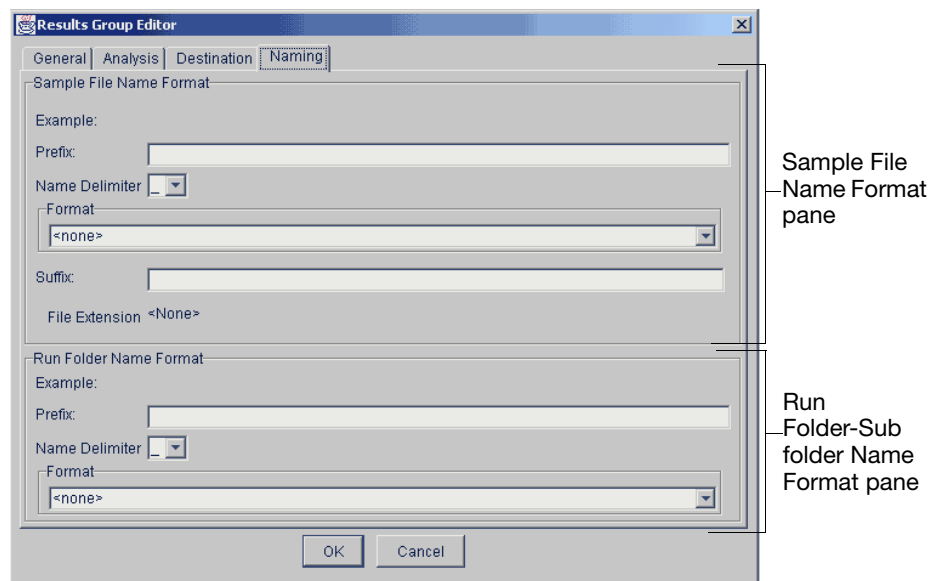 Results Group Editor
General Analysis Destination Naming
Sample File Name Format
Example:
Prefix:
Name Delimiter _
Format
<none>
Suffix:
File Extension <None>
Run Folder Name Format
Example:
Prefix:
Name Delimiter _
Format
<none>
OK Cancel
Sample File
Name Format
pane
Run
Folder-Sub
folder Name
Format pane